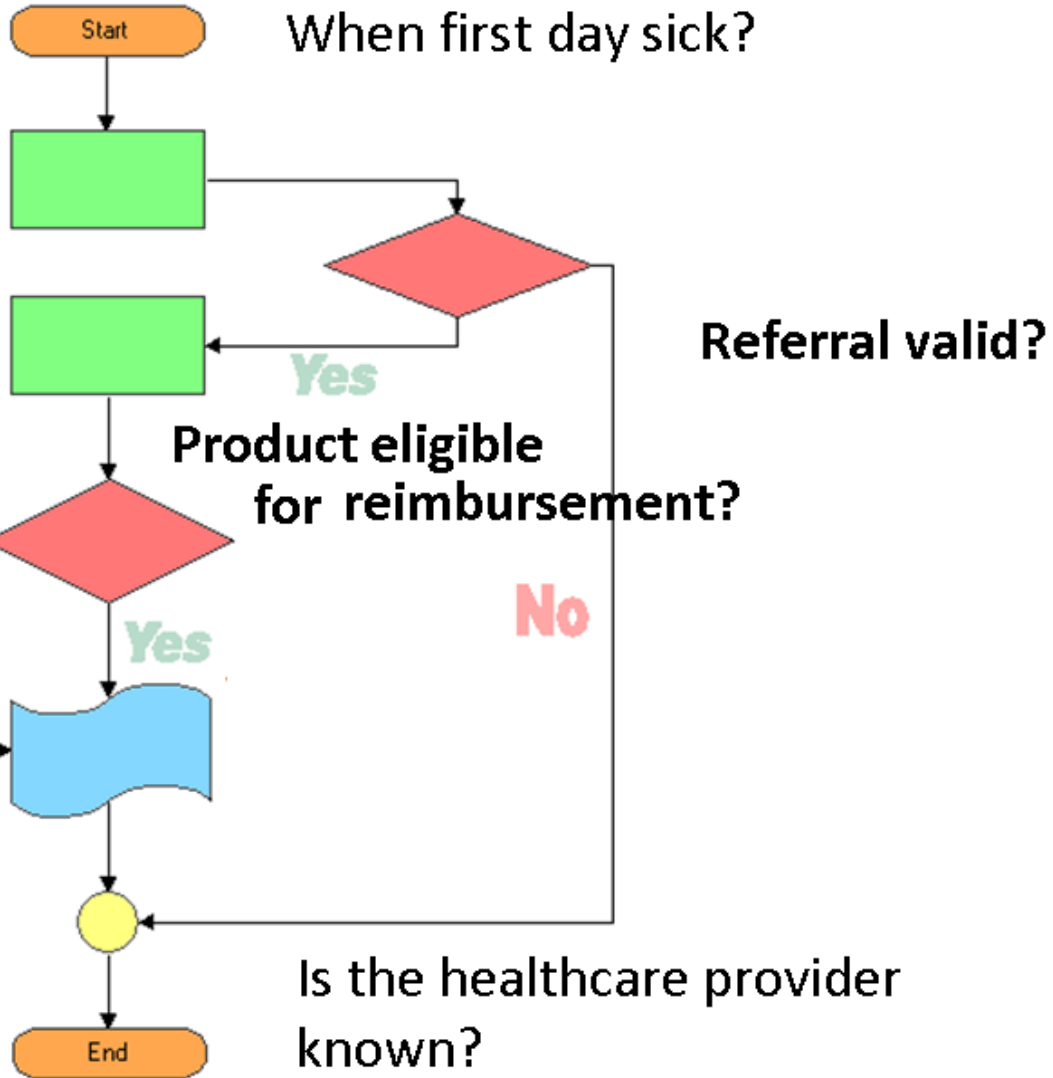 Start
When first day sick?
Referral valid?
Yes
Product eligible
for reimbursement?
No
Yes
Is the healthcare provider
known?
End